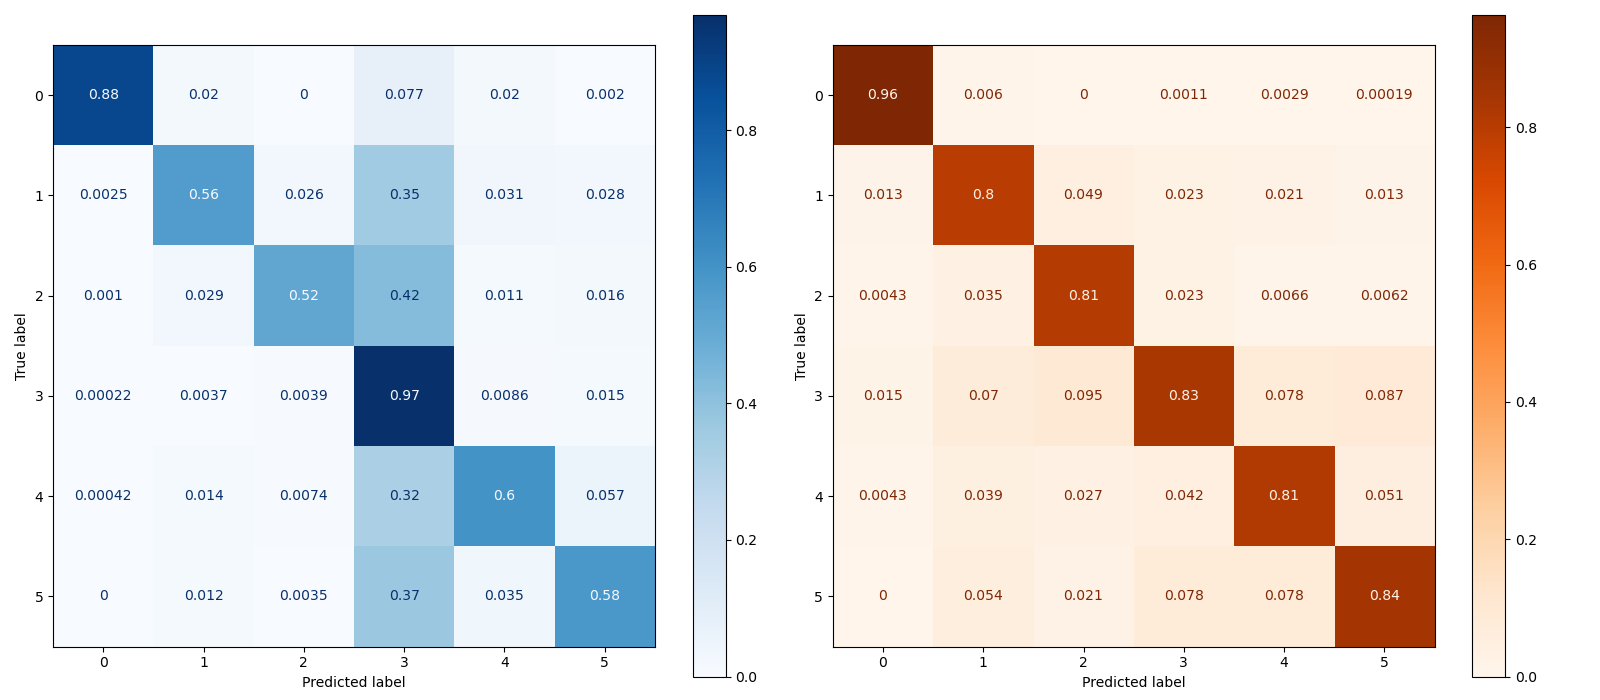 0 0.88 0.02 0 0.077 0.02 0.002
1 0.0025 0.56 0.026 0.35 0.031 0.028
2 0.001 0.029 0.52 0.42 0.011 0.016
3 0.00022 0.0037 0.0039 0.97 0.0086 0.015
4 0.00042 0.014 0.0074 0.32 0.6 0.057
5 0 0.012 0.0035 0.37 0.035 0.58
0 1 2 3 4 5
True label
Predicted label
0.8
0.6
0.4
0.2
0.0
0 0.96 0.006 0 0.0011 0.0029 0.00019
1 0.013 0.8 0.049 0.023 0.021 0.013
2 0.0043 0.035 0.81 0.023 0.0066 0.0062
3 0.015 0.07 0.095 0.83 0.078 0.087
4 0.0043 0.039 0.027 0.042 0.81 0.051
5 0 0.054 0.021 0.078 0.078 0.84
0 1 2 3 4 5
True label
Predicted label
0.8
0.6
0.4
0.2
0.0